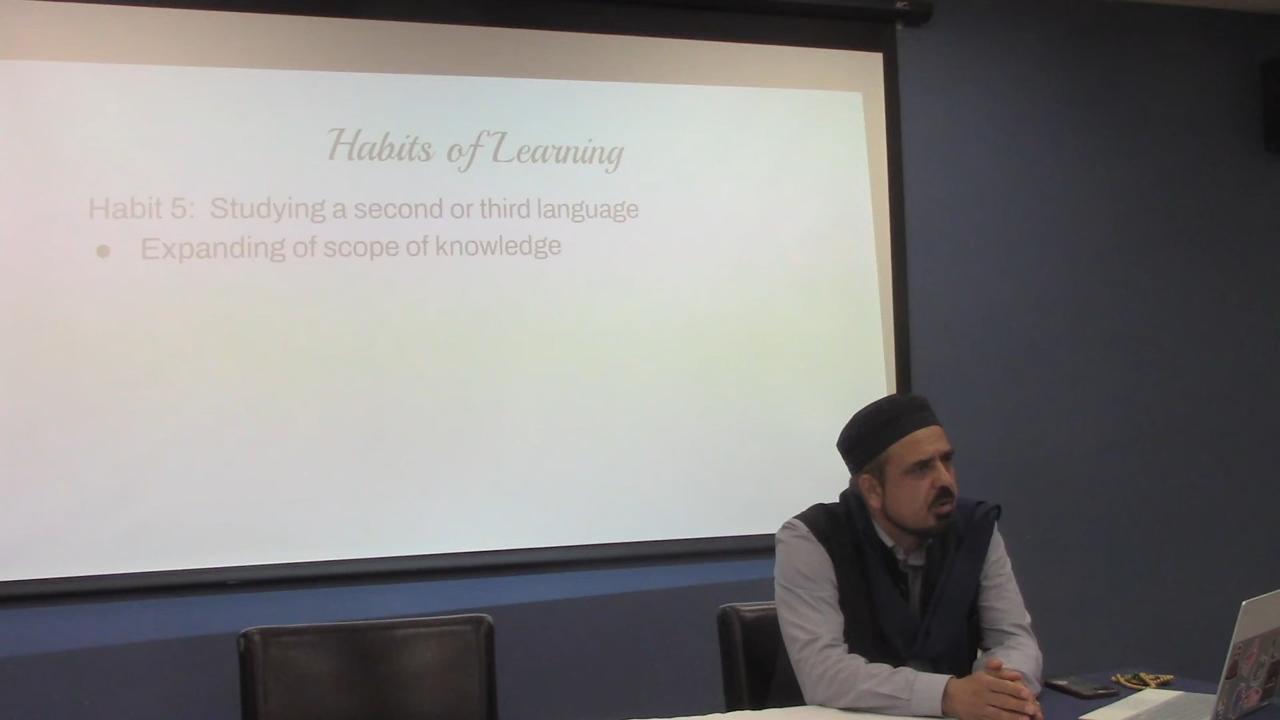 Habits of Learning
Habit 5: Studying a second or third language
● Expanding of scope of knowledge